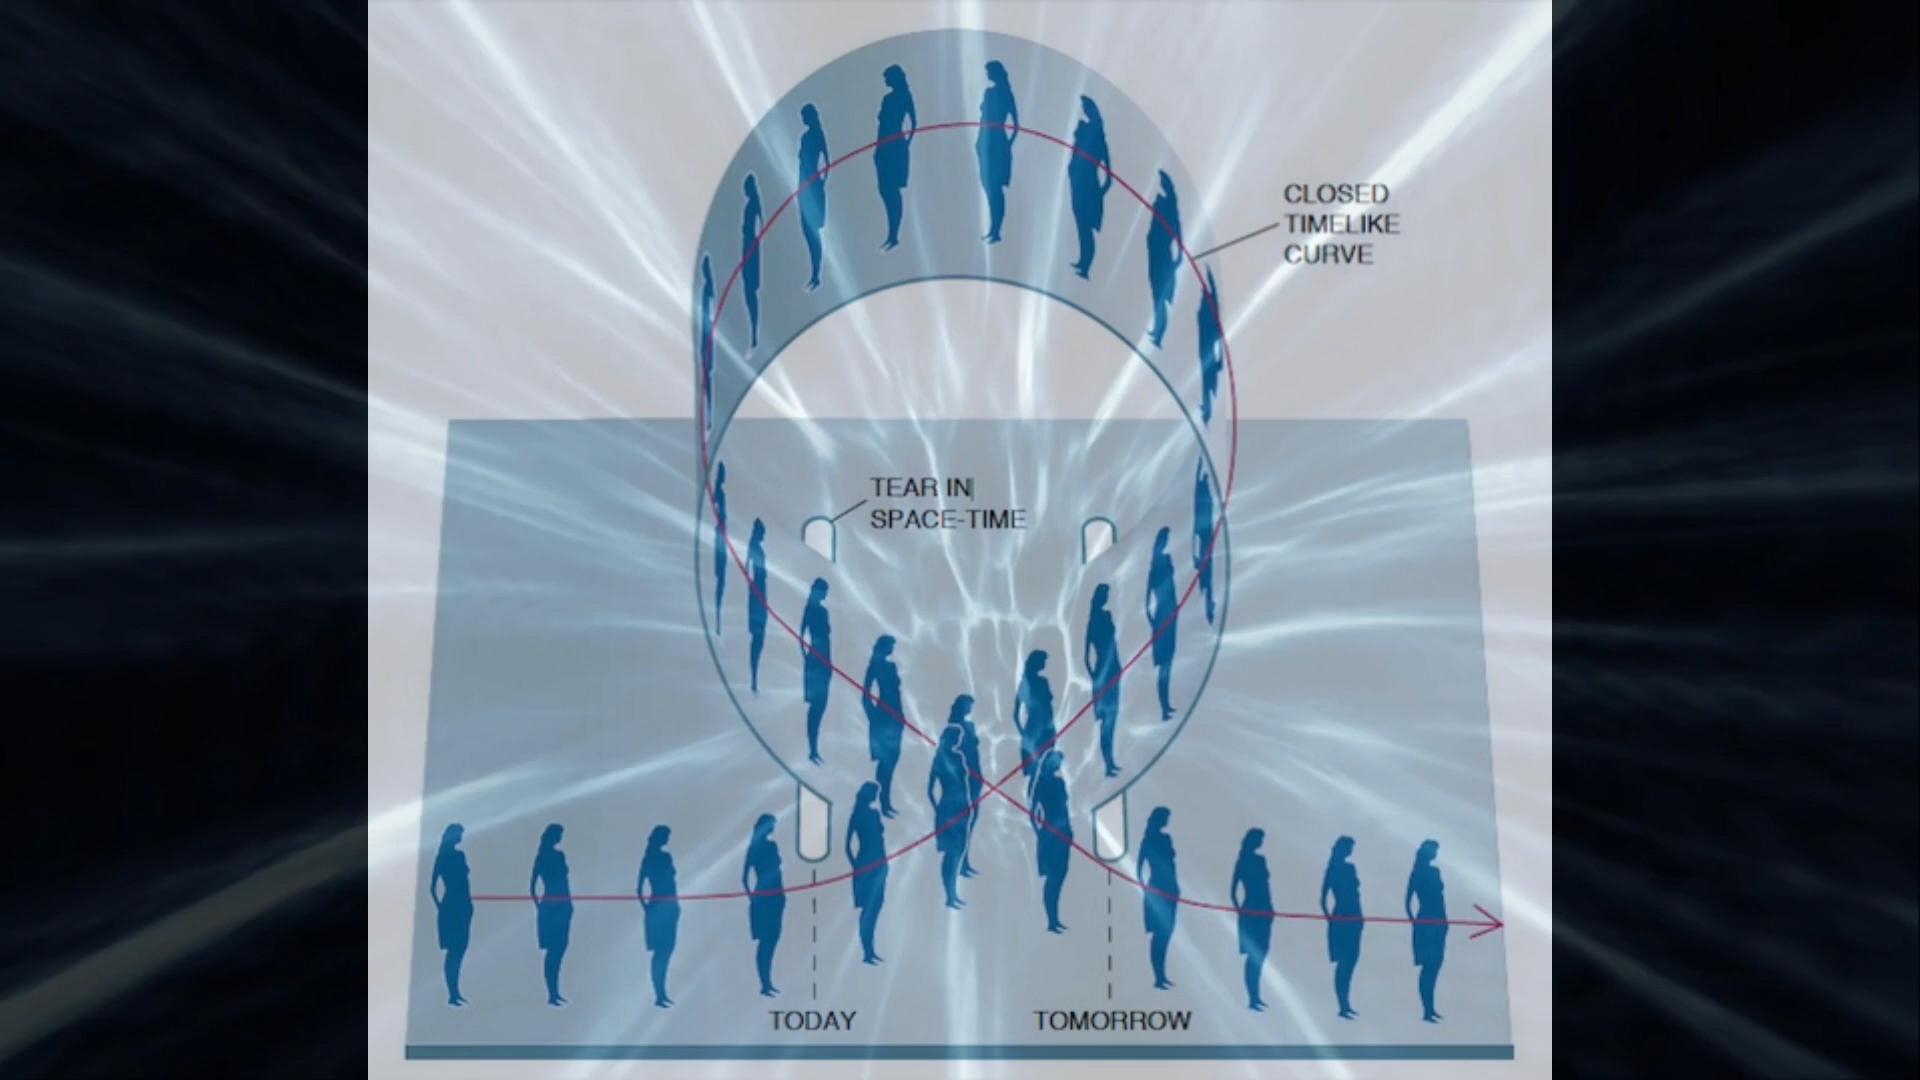 CLOSED
TIMELIKE
CURVE
TEAR IN
SPACE-TIME
TODAY
TOMORROW